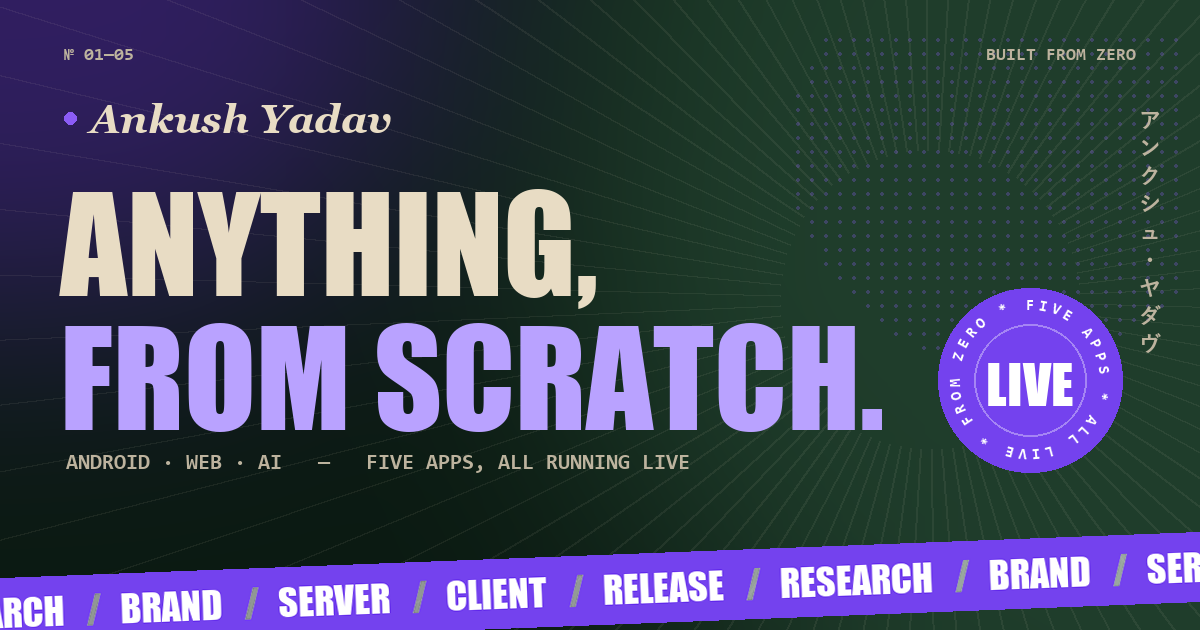 № 01—05
BUILT FROM ZERO
Ankush Yadav
アンクシュ・ヤダヴ
ANYTHING,
FROM SCRATCH.
FIVE APPS * ALL LIVE * FROM ZERO *
LIVE
ANDROID · WEB · AI — FIVE APPS, ALL RUNNING LIVE
ARCH / BRAND / SERVER / CLIENT / RELEASE / RESEARCH / BRAND / SER